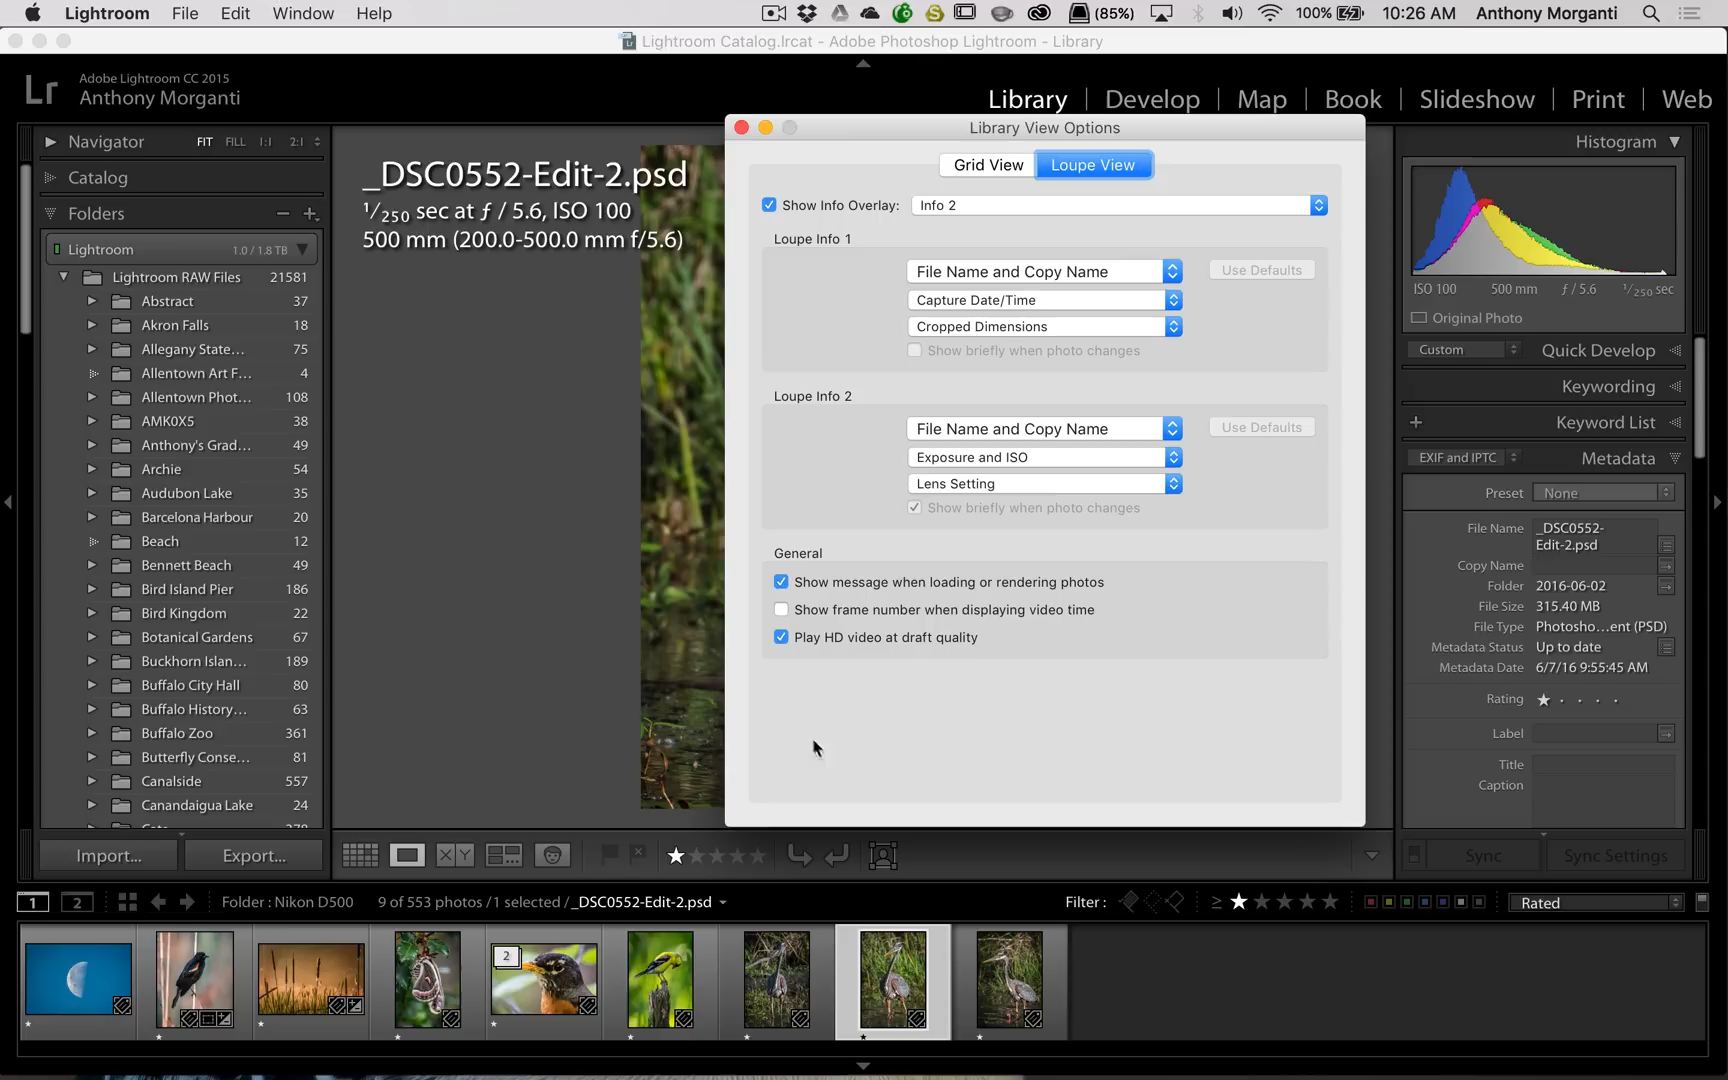 Lightroom File Edit Window Help (85%) 100% 10:26 AM Anthony Morganti
Lightroom Catalog.lrcat - Adobe Photoshop Lightroom - Library
Lr Adobe Lightroom CC 2015
Anthony Morganti
Library | Develop | Map | Book | Slideshow | Print | Web
Navigator FIT FILL 1:1 2:1
Catalog
Folders
Lightroom 1.0 / 1.8 TB
Lightroom RAW Files 21581
Abstract 37
Akron Falls 18
Allegany State... 75
Allentown Art F... 4
Allentown Phot... 108
AMK0X5 38
Anthony's Grad... 49
Archie 54
Audubon Lake 35
Barcelona Harbour 20
Beach 12
Bennett Beach 49
Bird Island Pier 186
Bird Kingdom 22
Botanical Gardens 67
Buckhorn Islan... 189
Buffalo City Hall 80
Buffalo History... 63
Buffalo Zoo 361
Butterfly Conse... 81
Canalside 557
Canandaigua Lake 24
Import... Export...
_DSC0552-Edit-2.psd
1/250 sec at ƒ / 5.6, ISO 100
500 mm (200.0-500.0 mm f/5.6)
Library View Options
Grid View Loupe View
Show Info Overlay: Info 2
Loupe Info 1
File Name and Copy Name Use Defaults
Capture Date/Time
Cropped Dimensions
Show briefly when photo changes
Loupe Info 2
File Name and Copy Name Use Defaults
Exposure and ISO
Lens Setting
Show briefly when photo changes
General
Show message when loading or rendering photos
Show frame number when displaying video time
Play HD video at draft quality
Histogram
ISO 100 500 mm ƒ / 5.6 1/250 sec
Original Photo
Custom Quick Develop
Keywording
Keyword List
EXIF and IPTC Metadata
Preset None
File Name _DSC0552-
Edit-2.psd
Copy Name
Folder 2016-06-02
File Size 315.40 MB
File Type Photosho...ent (PSD)
Metadata Status Up to date
Metadata Date 6/7/16 9:55:45 AM
Rating
Label
Title
Caption
Sync Sync Settings
X Y
1 2 Folder : Nikon D500 9 of 553 photos / 1 selected / _DSC0552-Edit-2.psd Filter : ≥ Rated
2